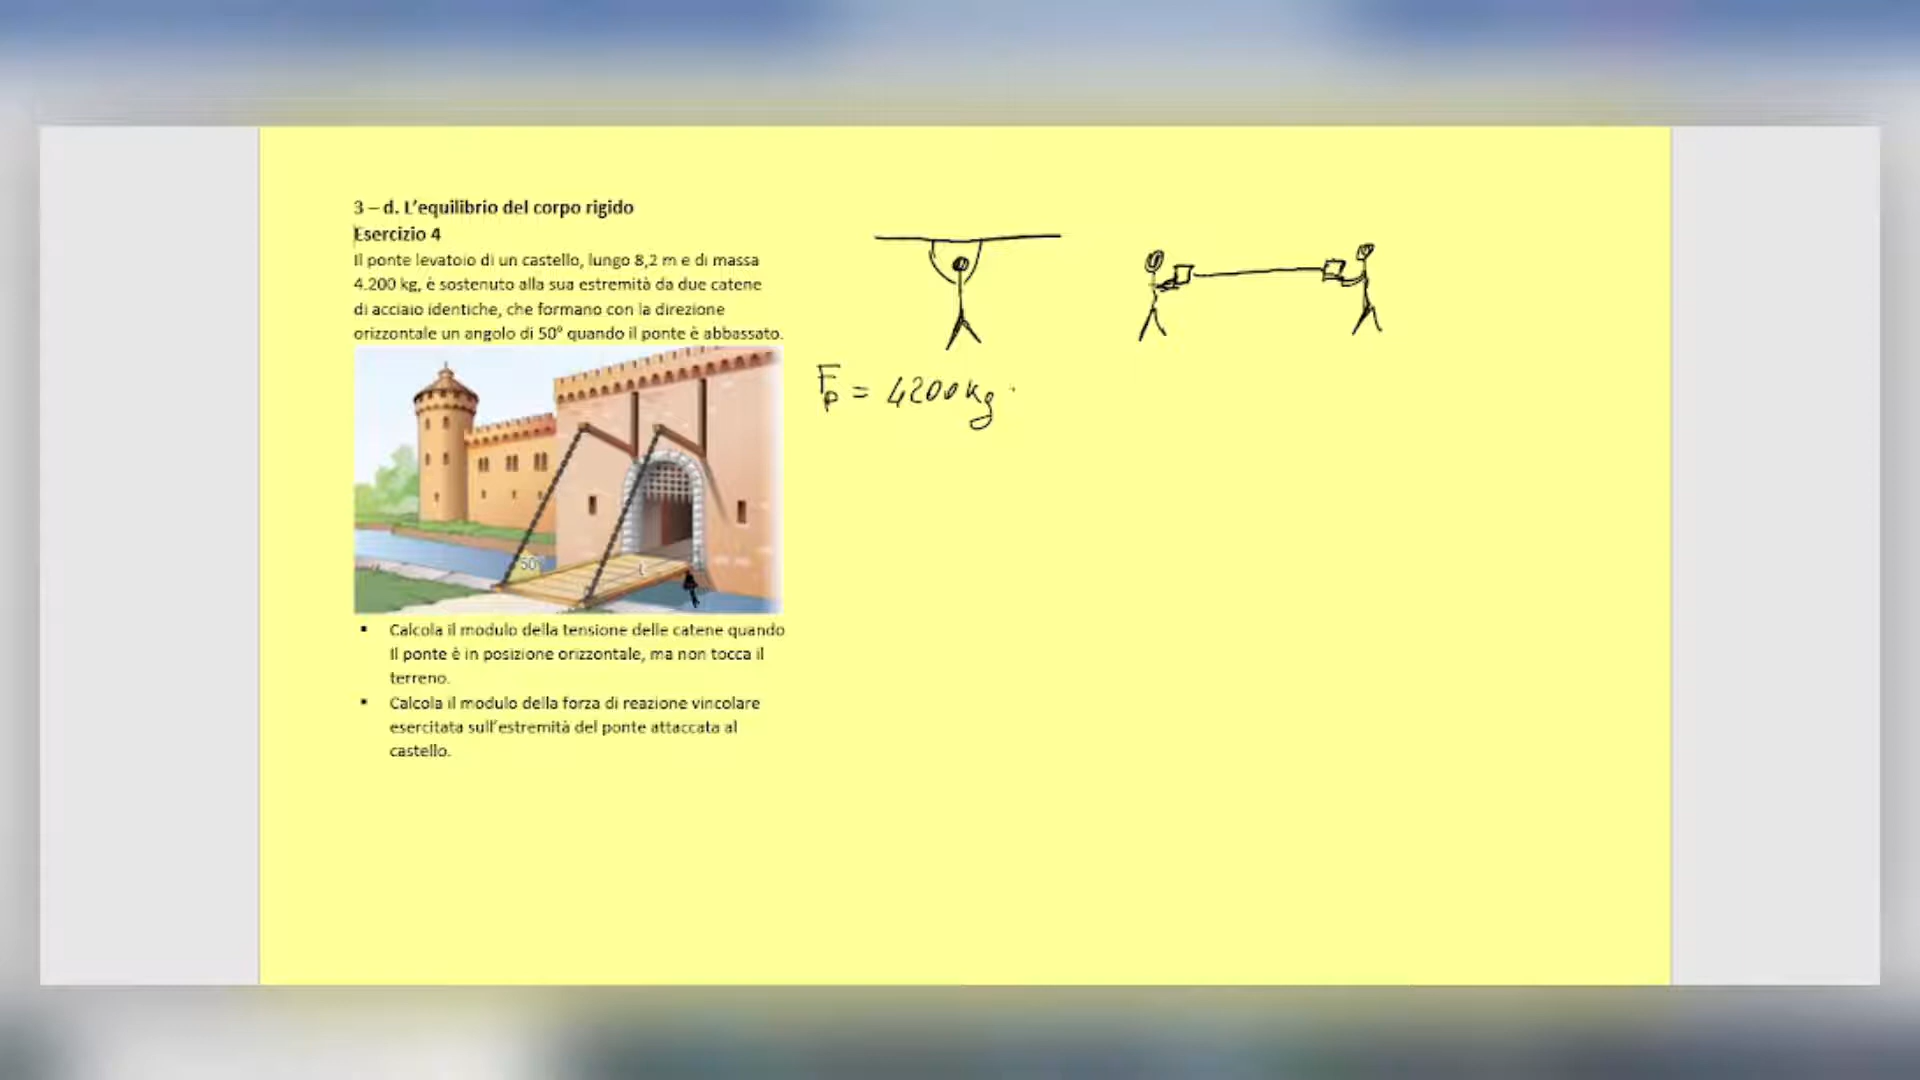 3 – d. L'equilibrio del corpo rigido
Esercizio 4
Il ponte levatoio di un castello, lungo 8,2 m e di massa
4.200 kg, è sostenuto alla sua estremità da due catene
di acciaio identiche, che formano con la direzione
orizzontale un angolo di 50° quando il ponte è abbassato.
F_P = 4200 kg ·
50°
L
▪ Calcola il modulo della tensione delle catene quando
Il ponte è in posizione orizzontale, ma non tocca il
terreno.
▪ Calcola il modulo della forza di reazione vincolare
esercitata sull'estremità del ponte attaccata al
castello.